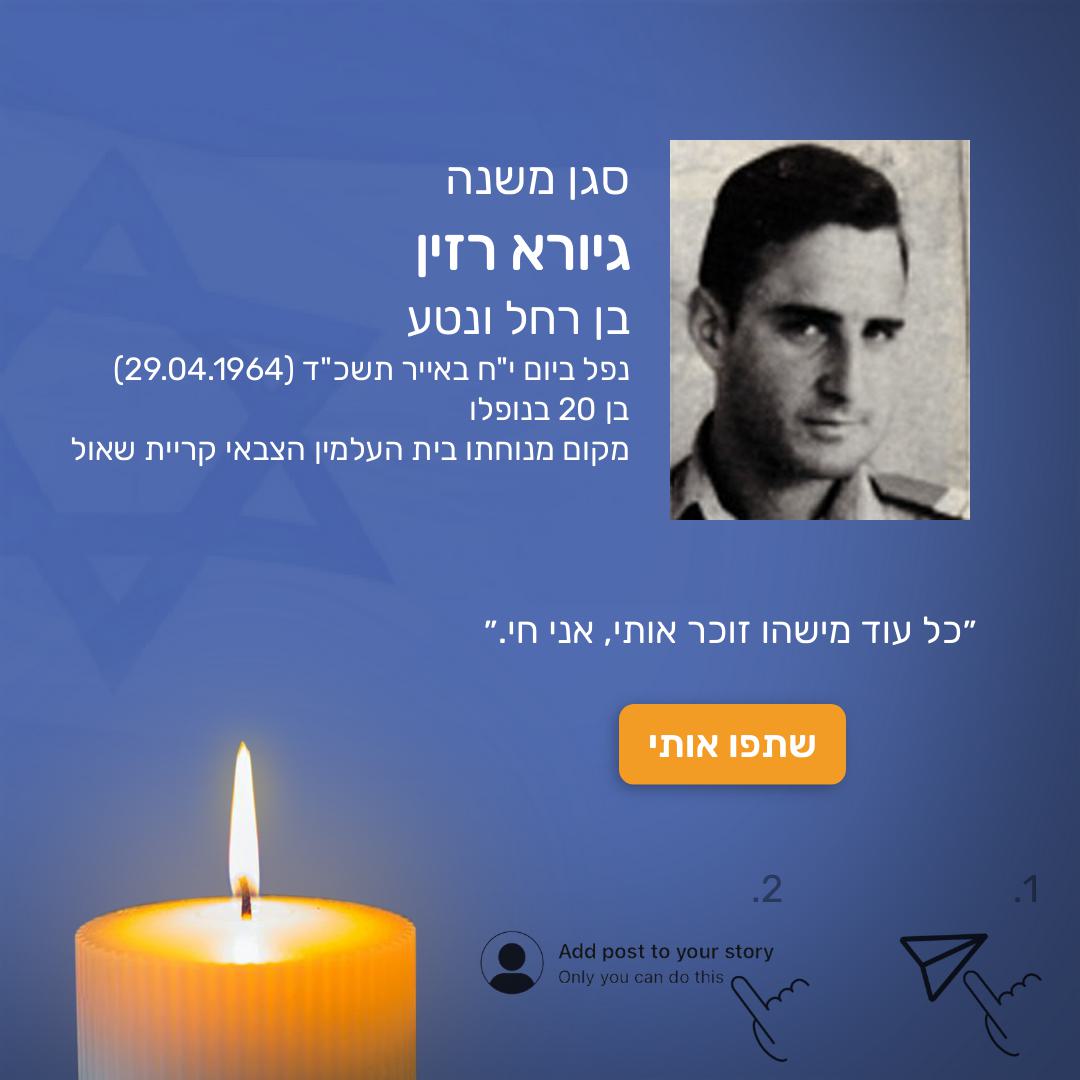 סגן משנה
גיורא רזין
בן רחל ונטע
נפל ביום י"ח באייר תשכ"ד (29.04.1964)
בן 20 בנופלו
מקום מנוחתו בית העלמין הצבאי קריית שאול
״כל עוד מישהו זוכר אותי, אני חי.״
שתפו אותי
1.
2.
Add post to your story
Only you can do this